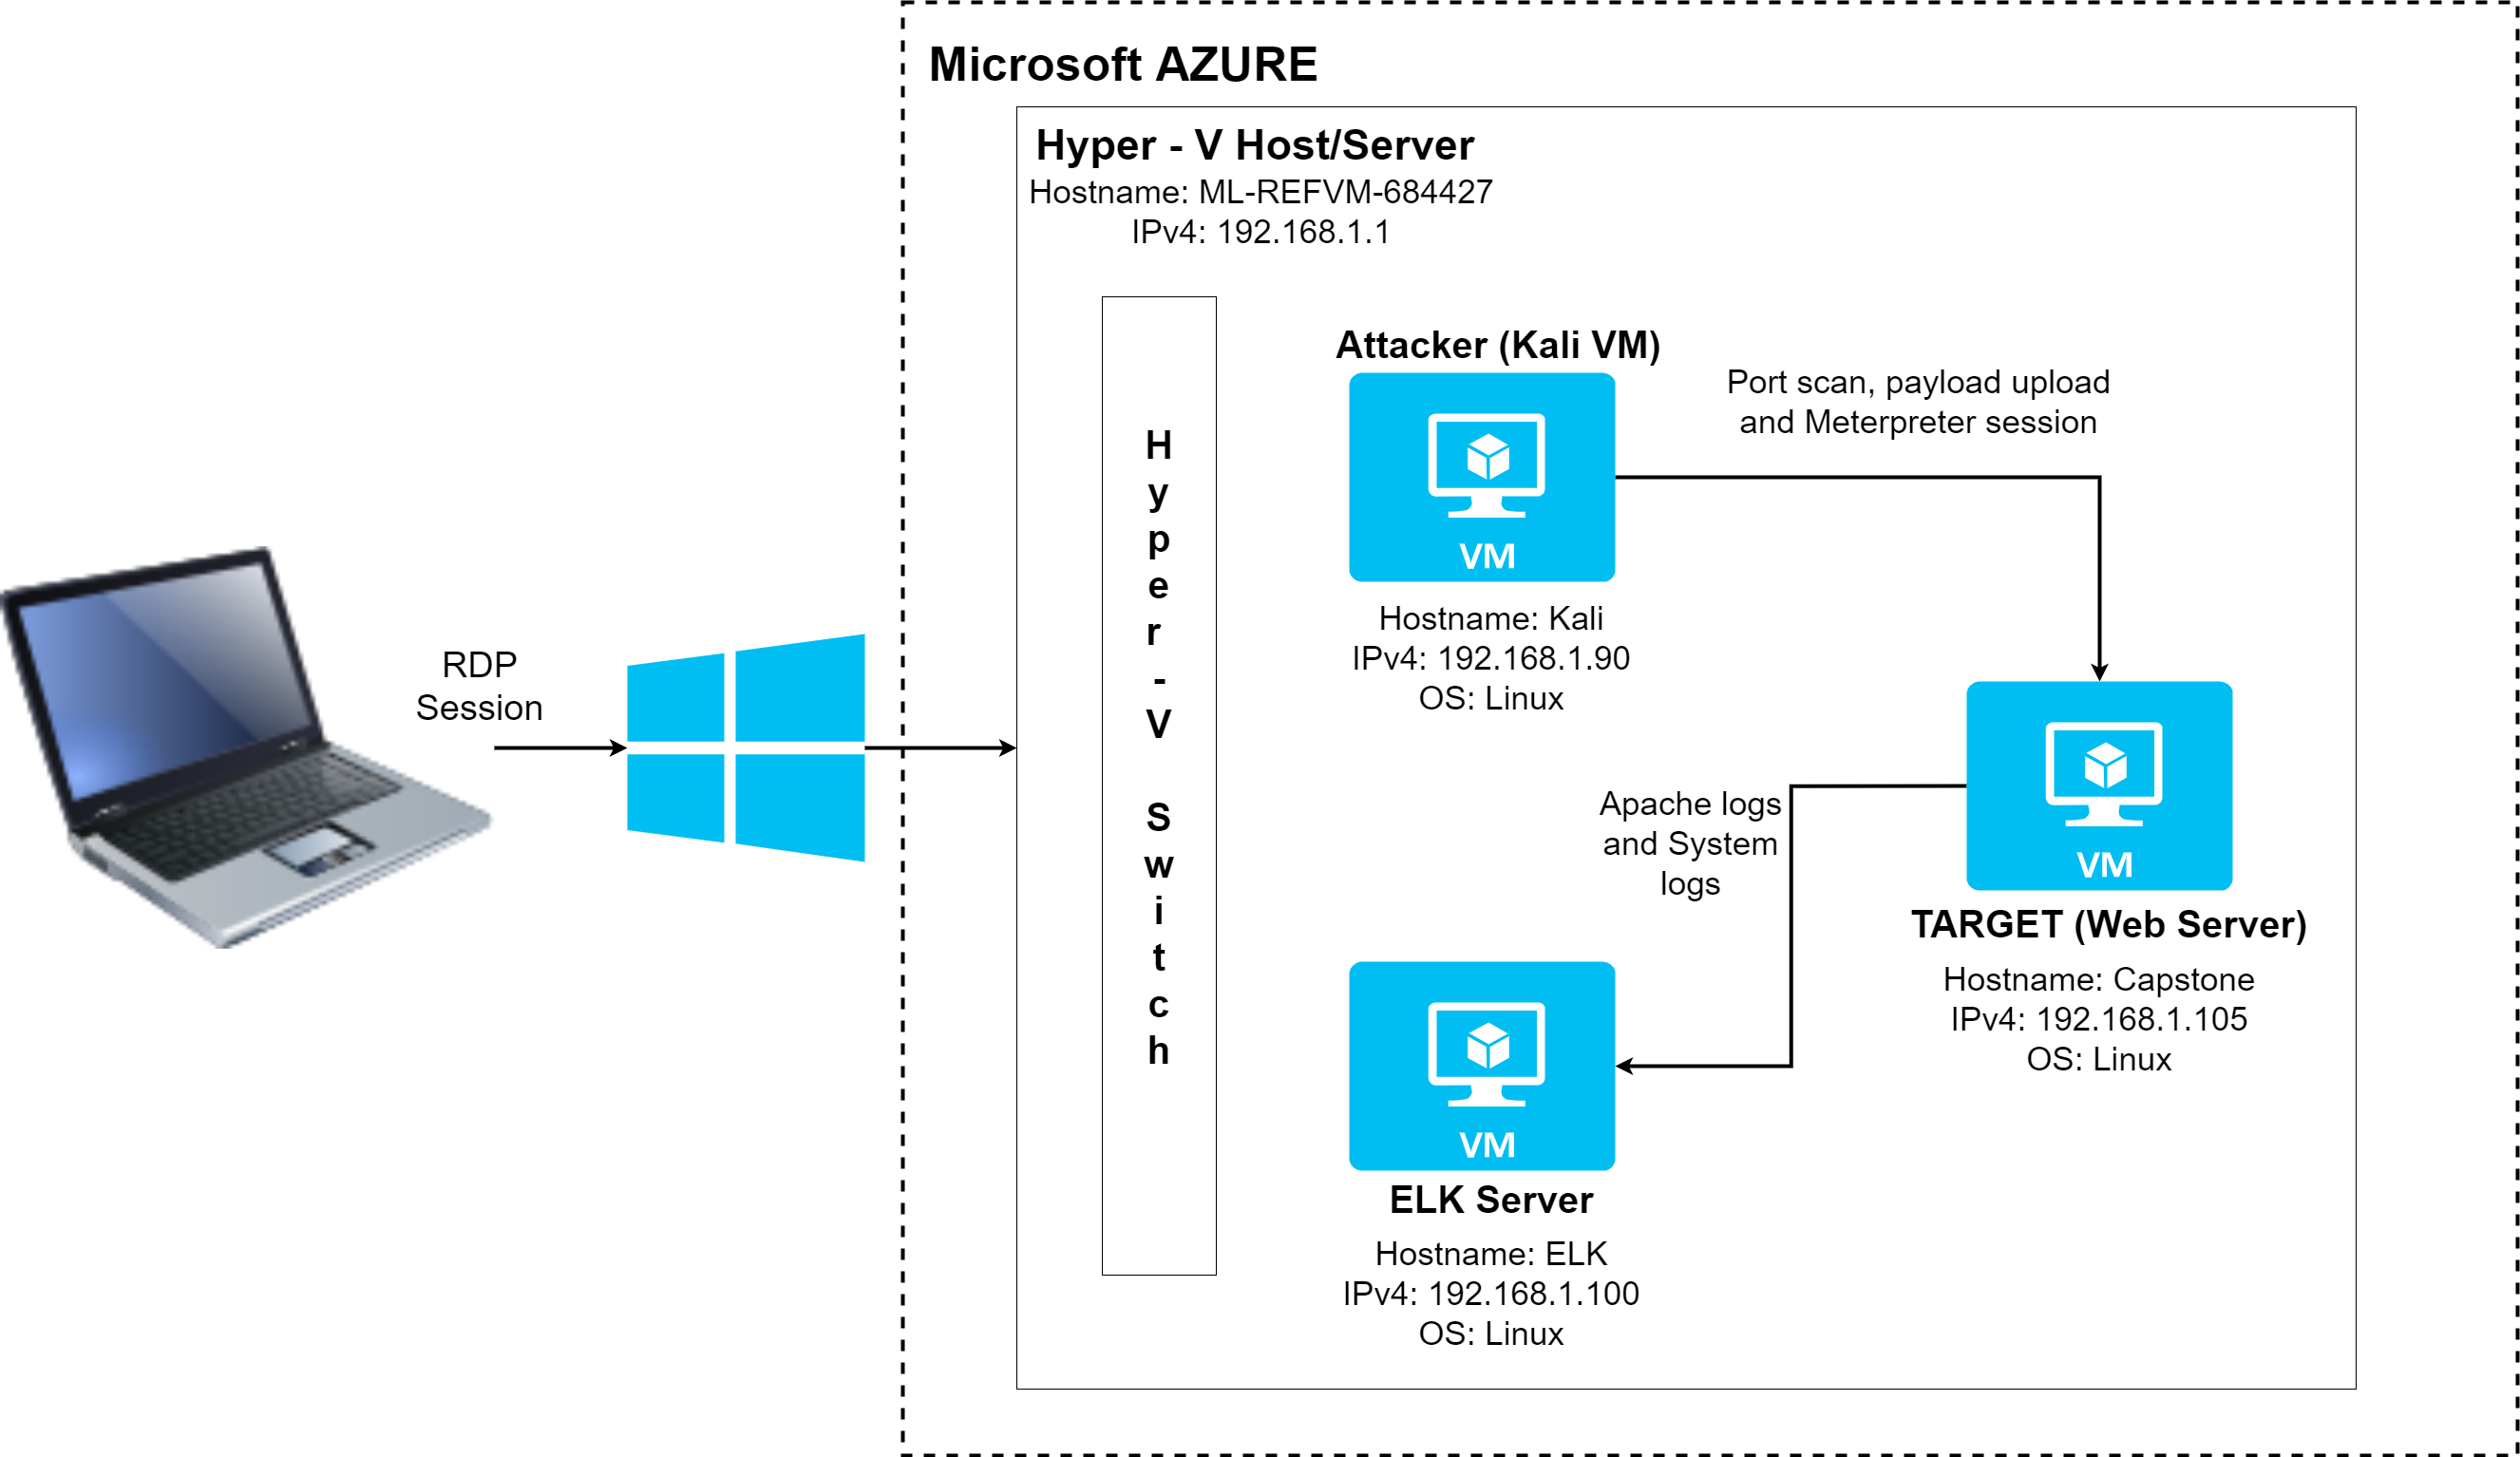 Microsoft AZURE
Hyper - V Host/Server
Hostname: ML-REFVM-684427
IPv4: 192.168.1.1
Hyper-V Switch
Attacker (Kali VM)
VM
Hostname: Kali
IPv4: 192.168.1.90
OS: Linux
Port scan, payload upload
and Meterpreter session
RDP
Session
VM
TARGET (Web Server)
Hostname: Capstone
IPv4: 192.168.1.105
OS: Linux
Apache logs
and System
logs
VM
ELK Server
Hostname: ELK
IPv4: 192.168.1.100
OS: Linux